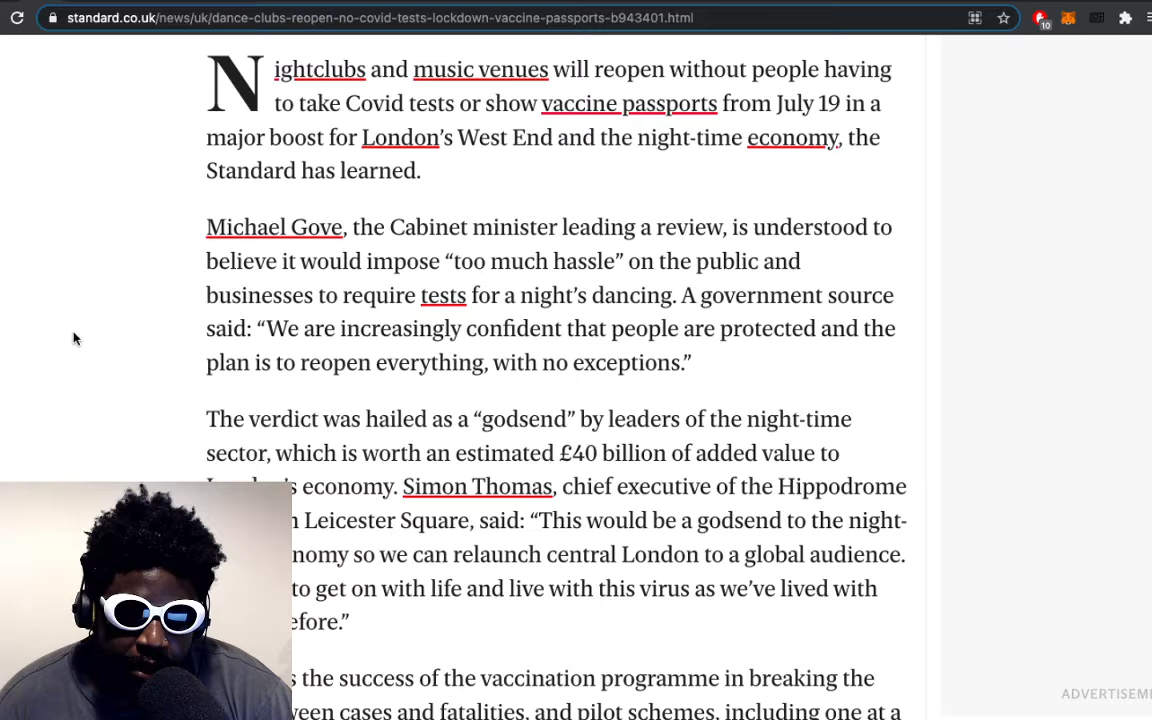 standard.co.uk/news/uk/dance-clubs-reopen-no-covid-tests-lockdown-vaccine-passports-b943401.html
10
Nightclubs and music venues will reopen without people having
to take Covid tests or show vaccine passports from July 19 in a
major boost for London’s West End and the night-time economy, the
Standard has learned.
Michael Gove, the Cabinet minister leading a review, is understood to
believe it would impose “too much hassle” on the public and
businesses to require tests for a night’s dancing. A government source
said: “We are increasingly confident that people are protected and the
plan is to reopen everything, with no exceptions.”
The verdict was hailed as a “godsend” by leaders of the night-time
sector, which is worth an estimated £40 billion of added value to
economy. Simon Thomas, chief executive of the Hippodrome
Leicester Square, said: “This would be a godsend to the night-
so we can relaunch central London to a global audience.
to get on with life and live with this virus as we’ve lived with
the success of the vaccination programme in breaking the
cases and fatalities, and pilot schemes, including one at a